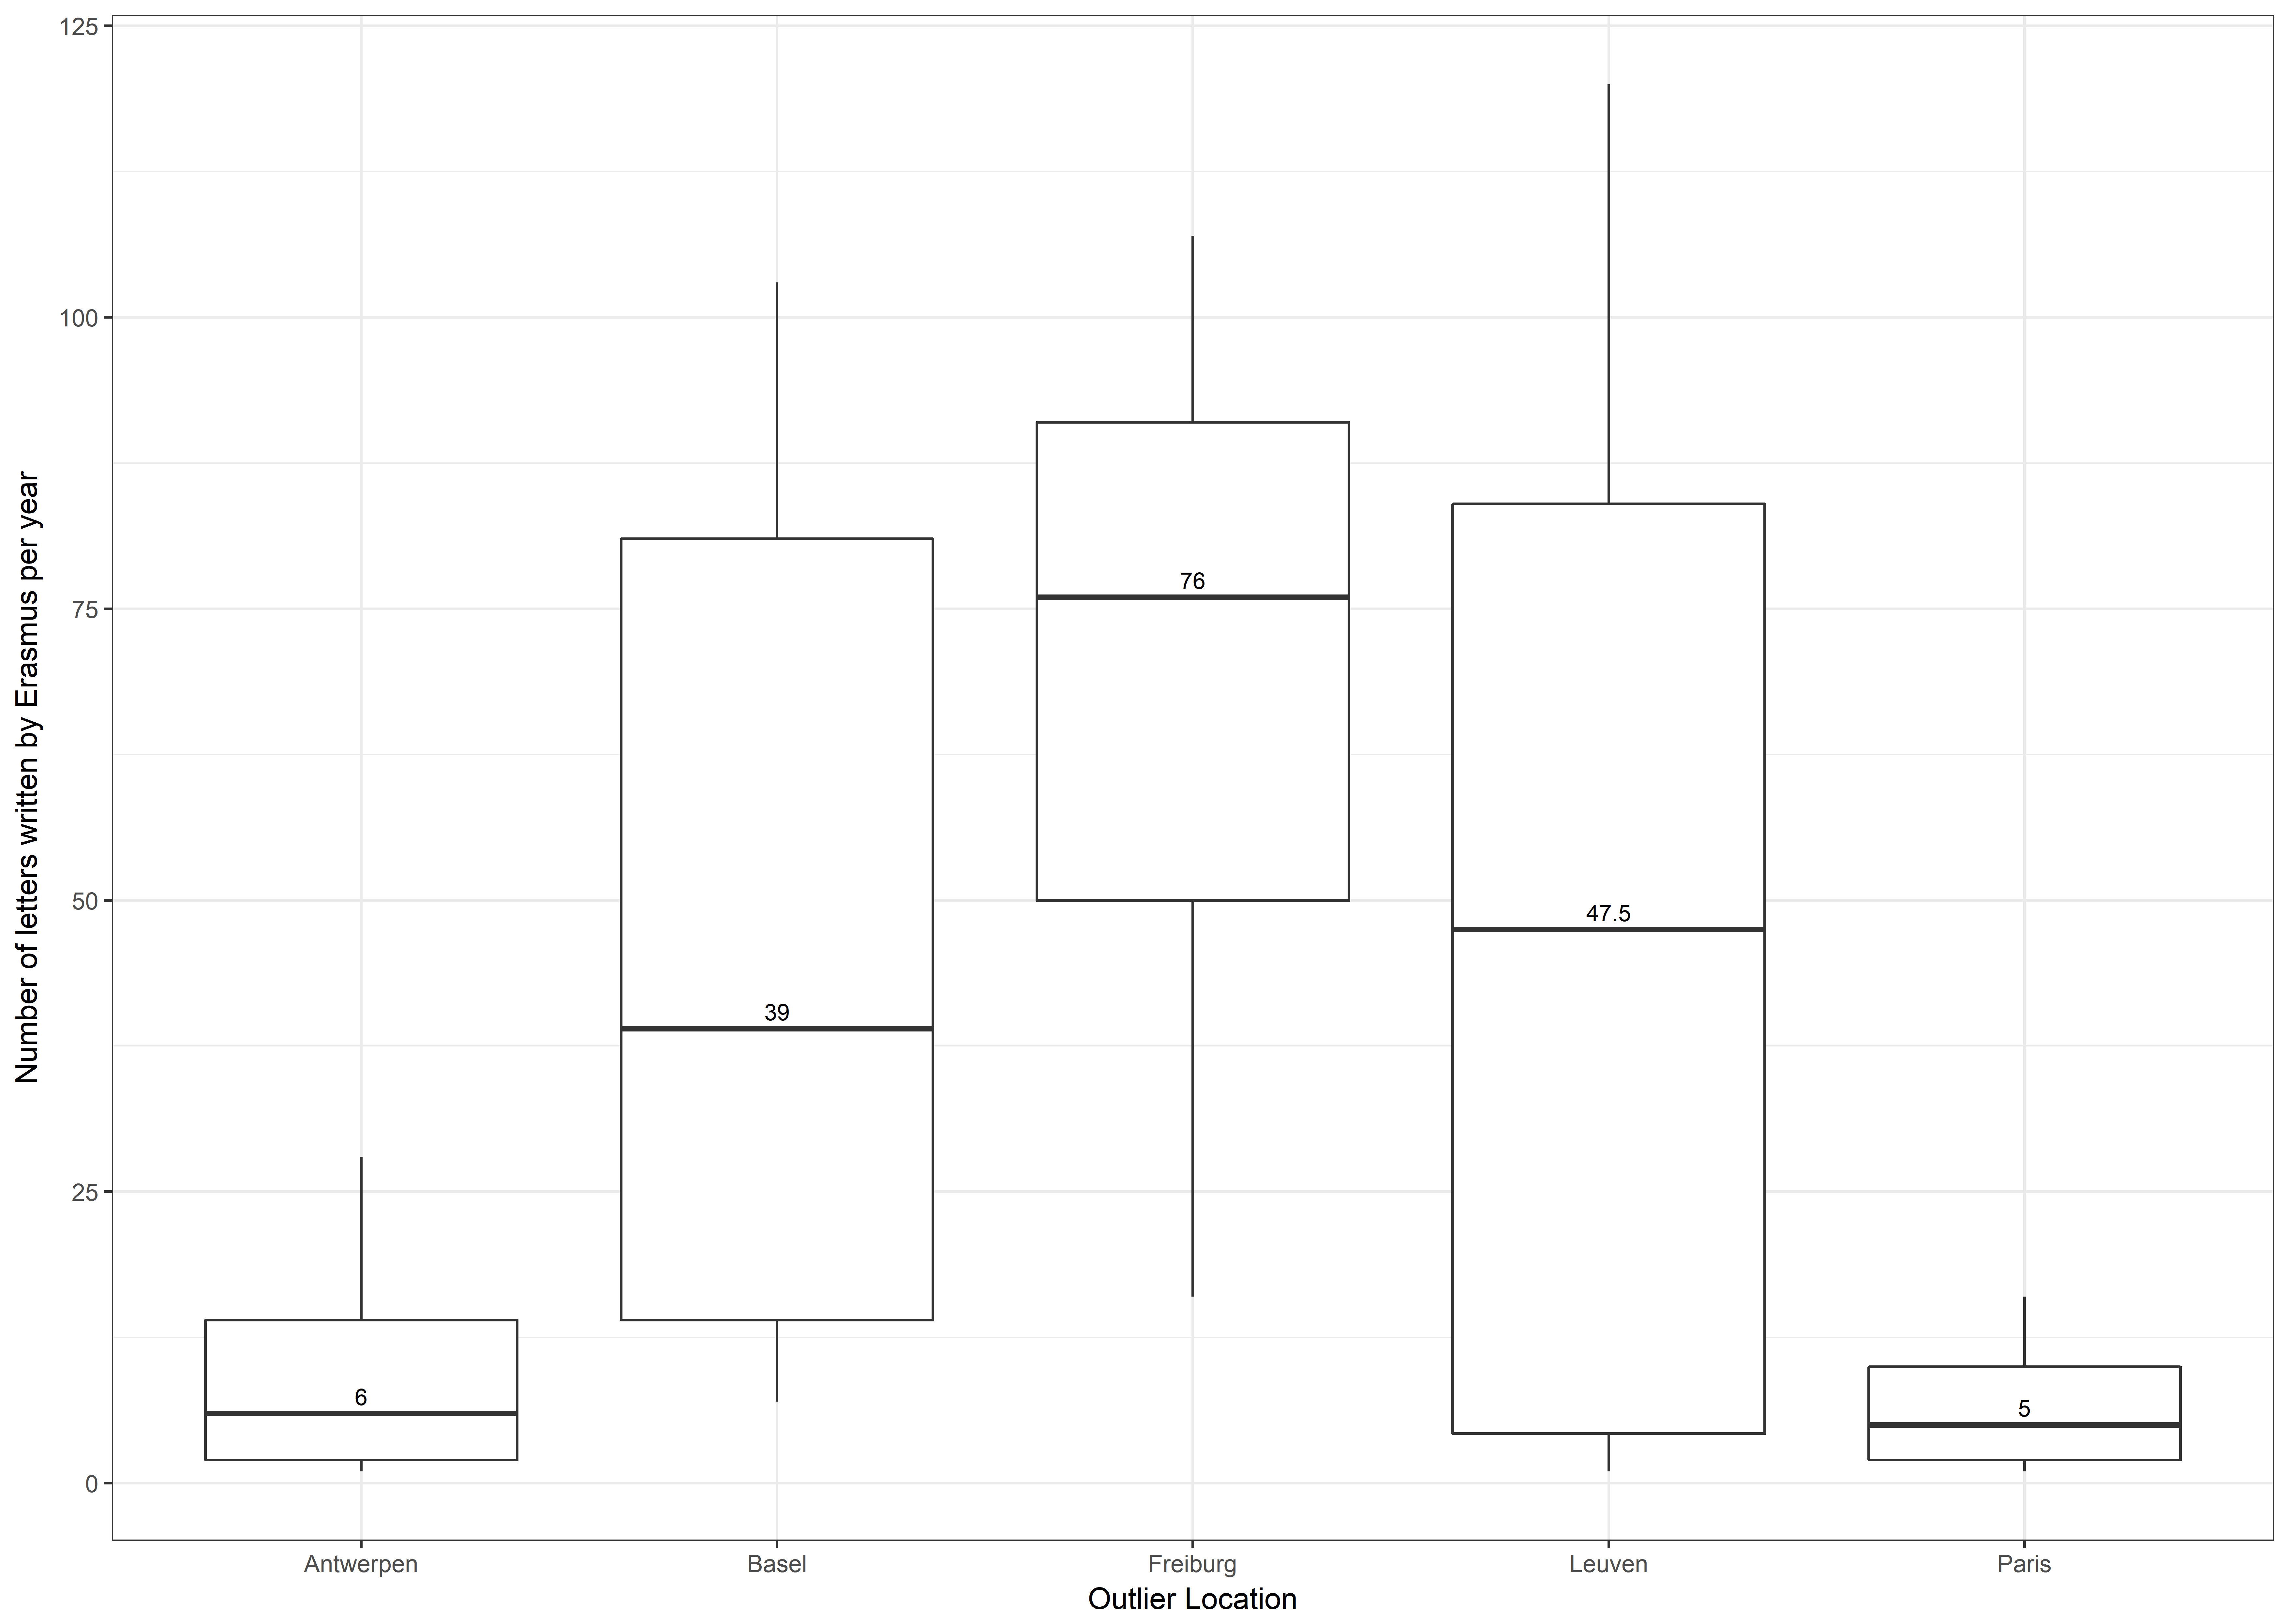 Number of letters written by Erasmus per year
125
100
75
50
25
0
6
39
76
47.5
5
Antwerpen
Basel
Freiburg
Leuven
Paris
Outlier Location